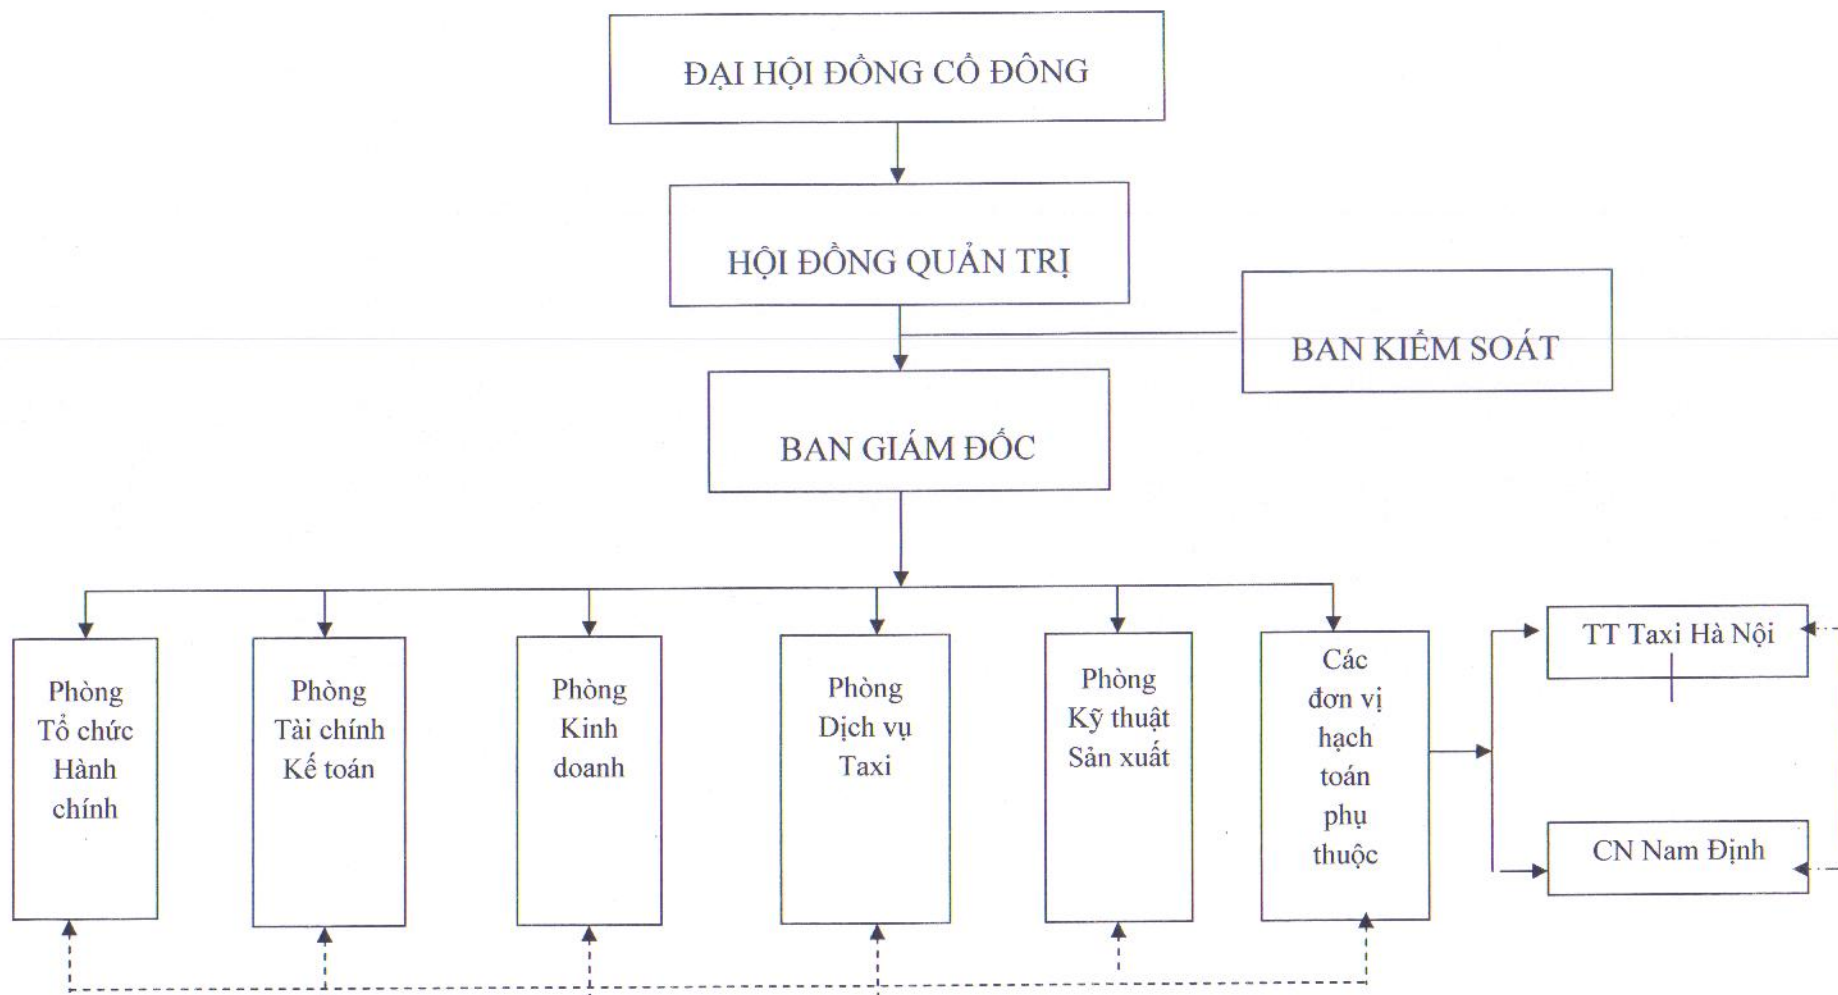 ĐẠI HỘI ĐỒNG CỔ ĐÔNG
HỘI ĐỒNG QUẢN TRỊ
BAN KIỂM SOÁT
BAN GIÁM ĐỐC
Phòng
Tổ chức
Hành
chính
Phòng
Tài chính
Kế toán
Phòng
Kinh
doanh
Phòng
Dịch vụ
Taxi
Phòng
Kỹ thuật
Sản xuất
Các
đơn vị
hạch
toán
phụ
thuộc
TT Taxi Hà Nội
CN Nam Định